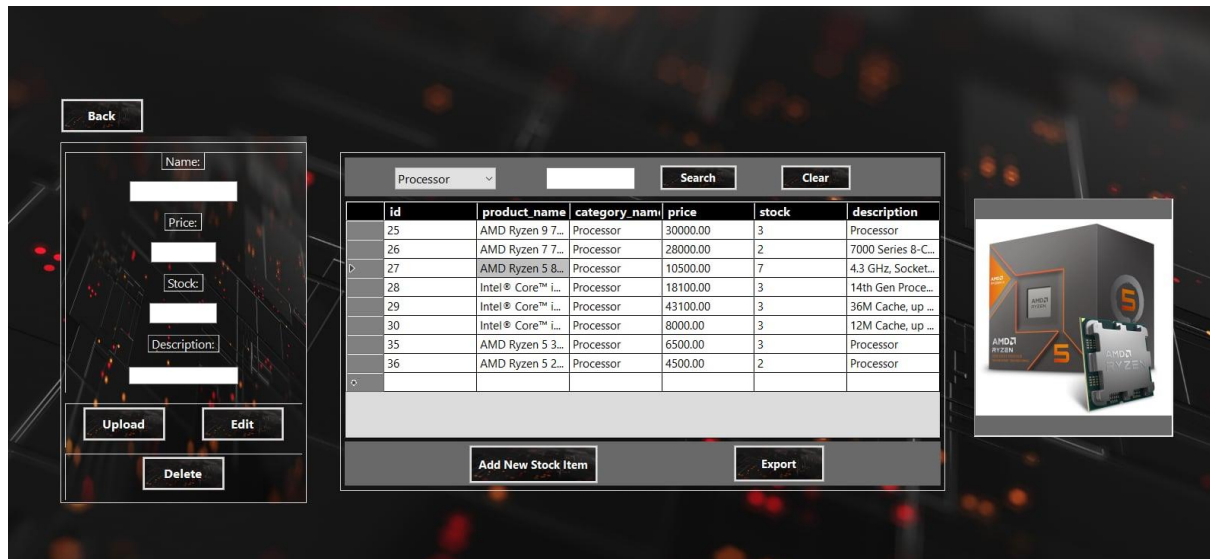 Back
Name:
Price:
Stock:
Description:
Upload Edit
Delete
Processor Search Clear
id product_name category_nam price stock description
25 AMD Ryzen 9 7... Processor 30000.00 3 Processor
26 AMD Ryzen 7 7... Processor 28000.00 2 7000 Series 8-C...
27 AMD Ryzen 5 8... Processor 10500.00 7 4.3 GHz, Socket...
28 Intel® Core™ i... Processor 18100.00 3 14th Gen Proce...
29 Intel® Core™ i... Processor 43100.00 3 36M Cache, up ...
30 Intel® Core™ i... Processor 8000.00 3 12M Cache, up ...
35 AMD Ryzen 5 3... Processor 6500.00 3 Processor
36 AMD Ryzen 5 2... Processor 4500.00 2 Processor
Add New Stock Item Export
AMD
RYZEN
5
5
AMD
RYZEN